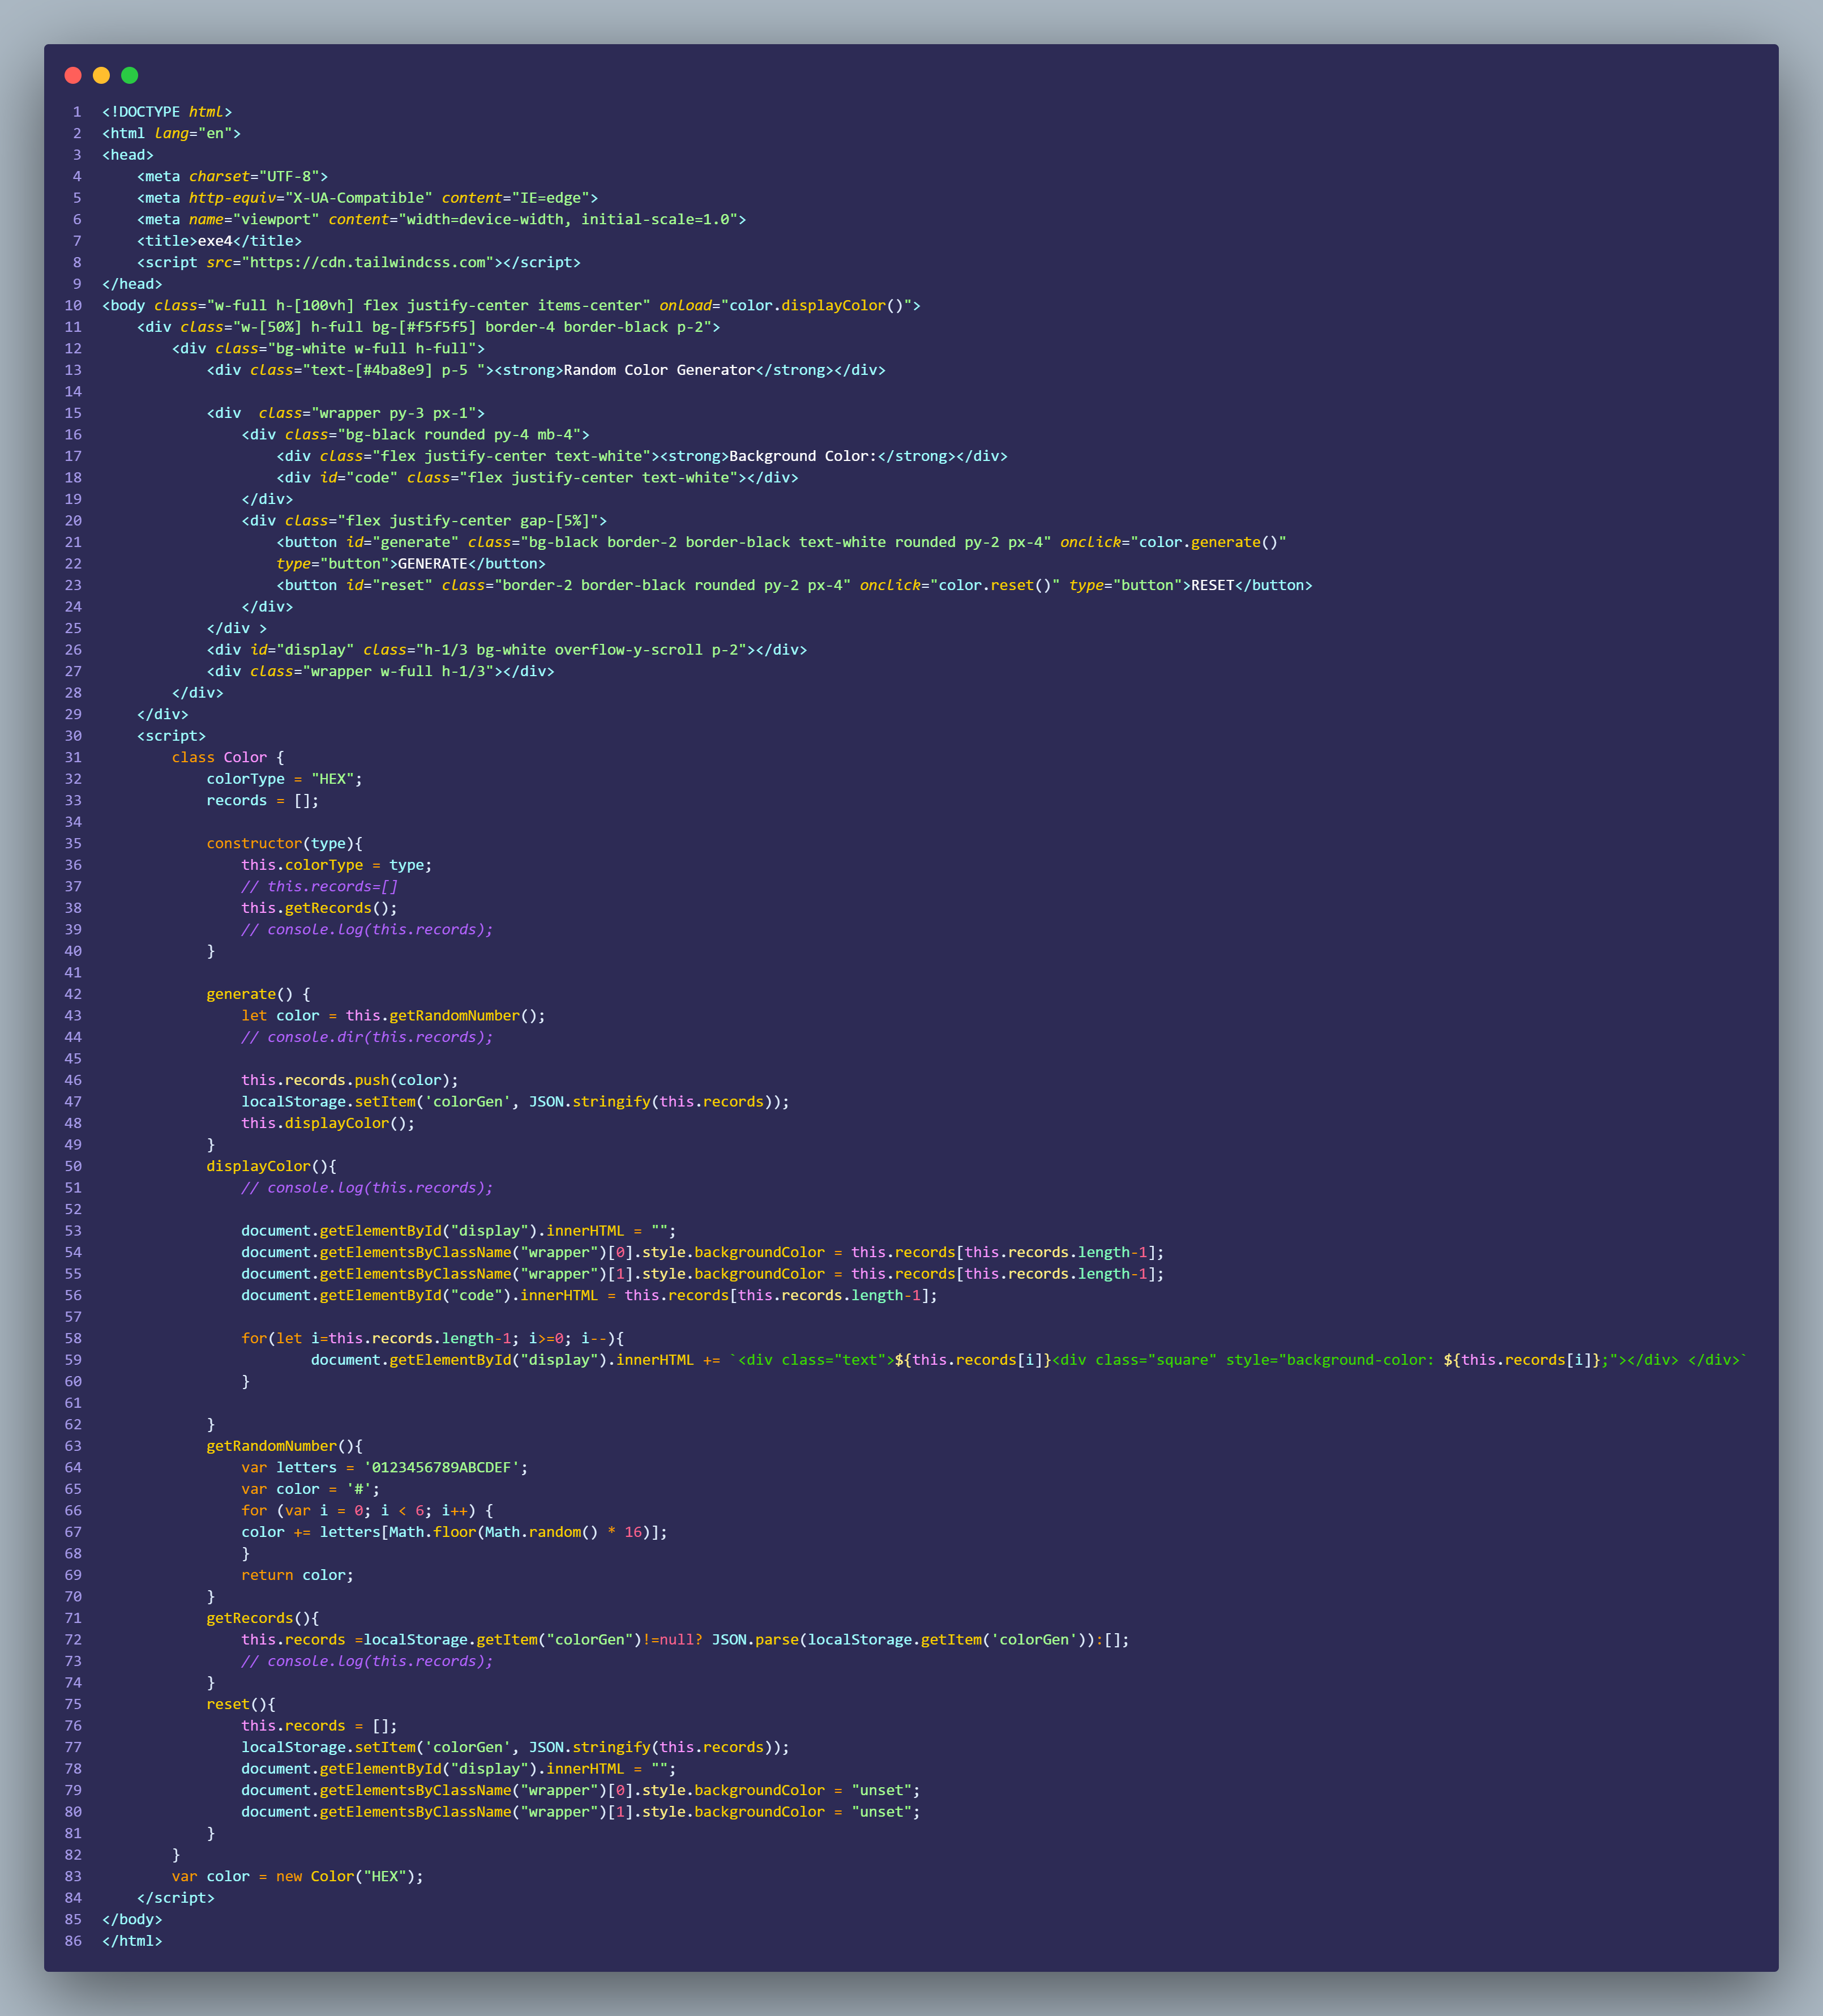 1 <!DOCTYPE html>
2 <html lang="en">
3 <head>
4     <meta charset="UTF-8">
5     <meta http-equiv="X-UA-Compatible" content="IE=edge">
6     <meta name="viewport" content="width=device-width, initial-scale=1.0">
7     <title>exe4</title>
8     <script src="https://cdn.tailwindcss.com"></script>
9 </head>
10 <body class="w-full h-[100vh] flex justify-center items-center" onload="color.displayColor()">
11     <div class="w-[50%] h-full bg-[#f5f5f5] border-4 border-black p-2">
12         <div class="bg-white w-full h-full">
13             <div class="text-[#4ba8e9] p-5 "><strong>Random Color Generator</strong></div>
14
15             <div  class="wrapper py-3 px-1">
16                 <div class="bg-black rounded py-4 mb-4">
17                     <div class="flex justify-center text-white"><strong>Background Color:</strong></div>
18                     <div id="code" class="flex justify-center text-white"></div>
19                 </div>
20                 <div class="flex justify-center gap-[5%]">
21                     <button id="generate" class="bg-black border-2 border-black text-white rounded py-2 px-4" onclick="color.generate()"
22                     type="button">GENERATE</button>
23                     <button id="reset" class="border-2 border-black rounded py-2 px-4" onclick="color.reset()" type="button">RESET</button>
24                 </div>
25             </div >
26             <div id="display" class="h-1/3 bg-white overflow-y-scroll p-2"></div>
27             <div class="wrapper w-full h-1/3"></div>
28         </div>
29     </div>
30     <script>
31         class Color {
32             colorType = "HEX";
33             records = [];
34
35             constructor(type){
36                 this.colorType = type;
37                 // this.records=[]
38                 this.getRecords();
39                 // console.log(this.records);
40             }
41
42             generate() {
43                 let color = this.getRandomNumber();
44                 // console.dir(this.records);
45
46                 this.records.push(color);
47                 localStorage.setItem('colorGen', JSON.stringify(this.records));
48                 this.displayColor();
49             }
50             displayColor(){
51                 // console.log(this.records);
52
53                 document.getElementById("display").innerHTML = "";
54                 document.getElementsByClassName("wrapper")[0].style.backgroundColor = this.records[this.records.length-1];
55                 document.getElementsByClassName("wrapper")[1].style.backgroundColor = this.records[this.records.length-1];
56                 document.getElementById("code").innerHTML = this.records[this.records.length-1];
57
58                 for(let i=this.records.length-1; i>=0; i--){
59                         document.getElementById("display").innerHTML += `<div class="text">${this.records[i]}<div class="square" style="background-color: ${this.records[i]};"></div> </div>`
60                 }
61
62             }
63             getRandomNumber(){
64                 var letters = '0123456789ABCDEF';
65                 var color = '#';
66                 for (var i = 0; i < 6; i++) {
67                 color += letters[Math.floor(Math.random() * 16)];
68                 }
69                 return color;
70             }
71             getRecords(){
72                 this.records =localStorage.getItem("colorGen")!=null? JSON.parse(localStorage.getItem('colorGen')):[];
73                 // console.log(this.records);
74             }
75             reset(){
76                 this.records = [];
77                 localStorage.setItem('colorGen', JSON.stringify(this.records));
78                 document.getElementById("display").innerHTML = "";
79                 document.getElementsByClassName("wrapper")[0].style.backgroundColor = "unset";
80                 document.getElementsByClassName("wrapper")[1].style.backgroundColor = "unset";
81             }
82         }
83         var color = new Color("HEX");
84     </script>
85 </body>
86 </html>